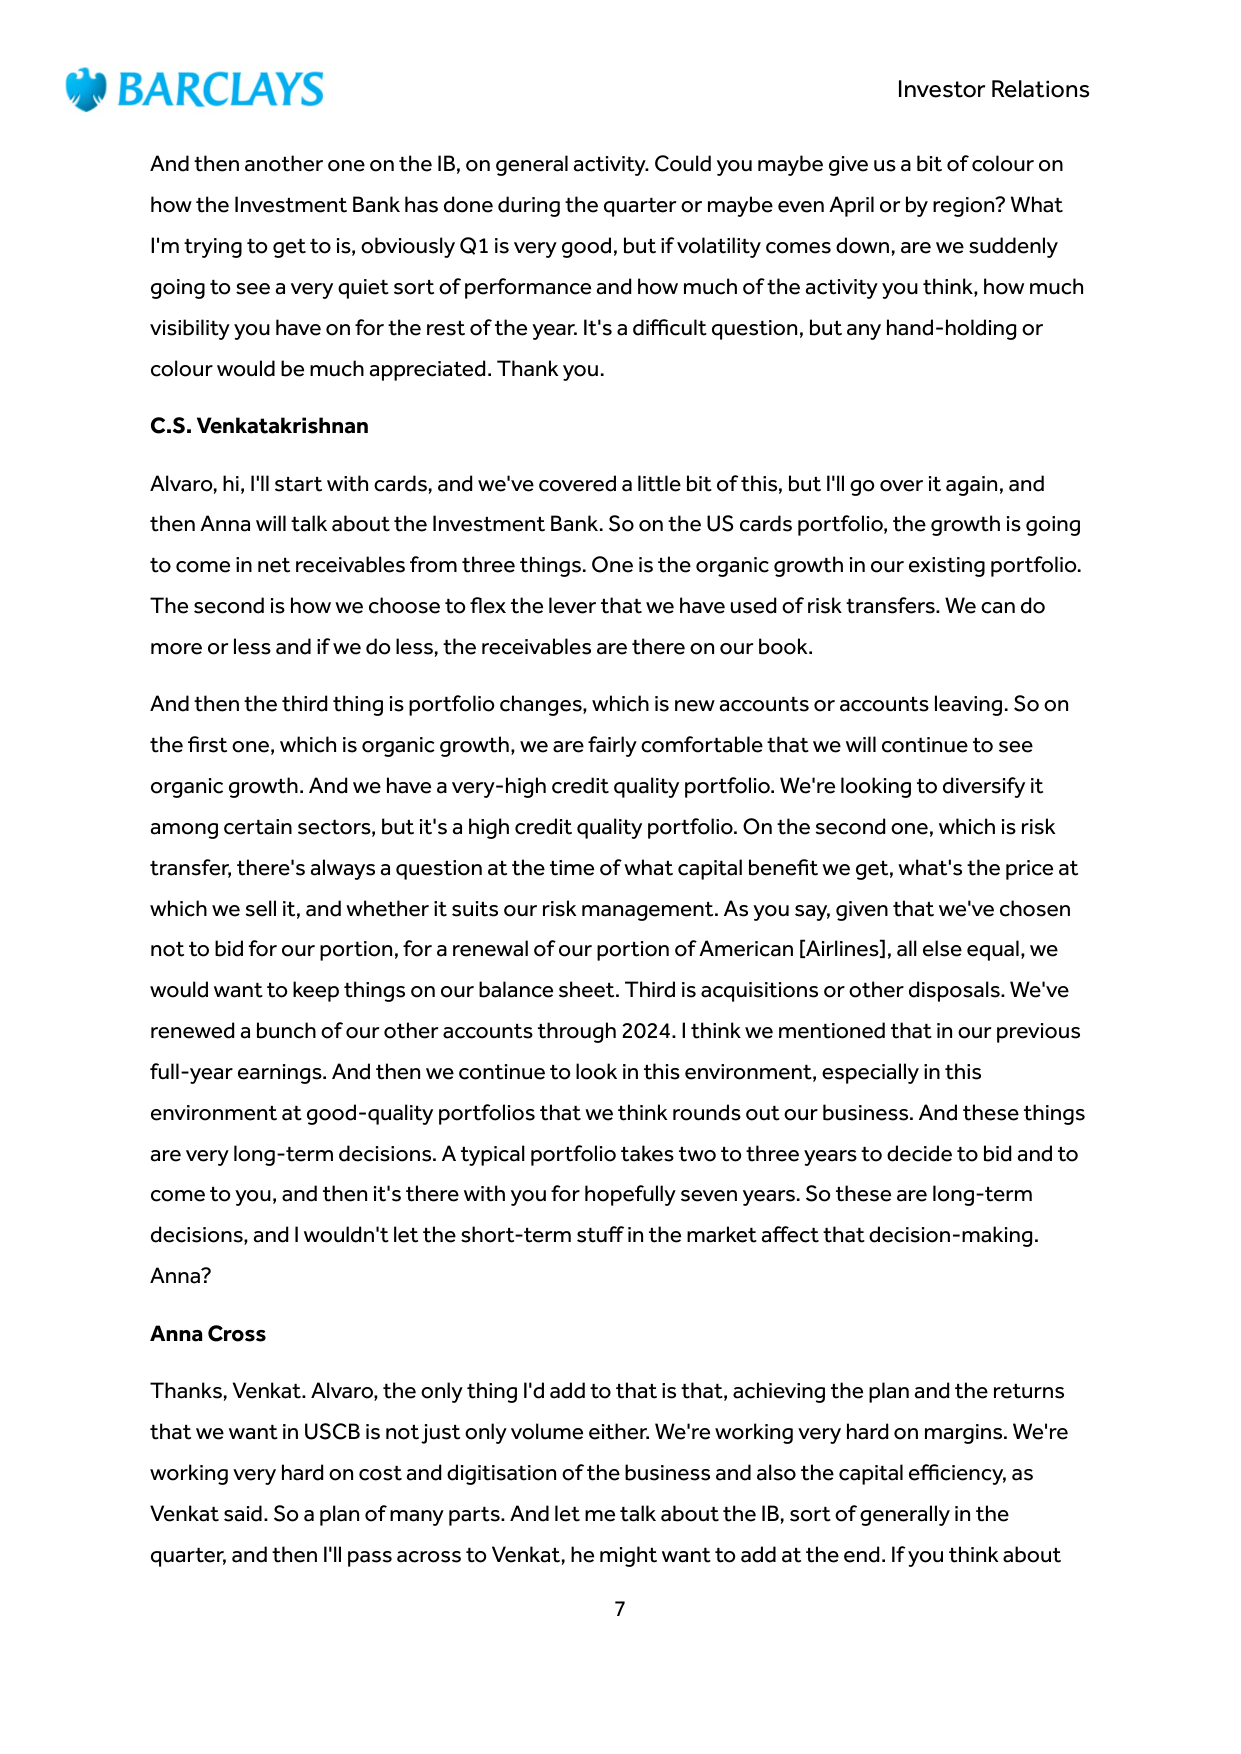 BARCLAYS
Investor Relations
And then another one on the IB, on general activity. Could you maybe give us a bit of colour on
how the Investment Bank has done during the quarter or maybe even April or by region? What
I'm trying to get to is, obviously Q1 is very good, but if volatility comes down, are we suddenly
going to see a very quiet sort of performance and how much of the activity you think, how much
visibility you have on for the rest of the year. It's a difficult question, but any hand-holding or
colour would be much appreciated. Thank you.
C.S. Venkatakrishnan
Alvaro, hi, I'll start with cards, and we've covered a little bit of this, but I'll go over it again, and
then Anna will talk about the Investment Bank. So on the US cards portfolio, the growth is going
to come in net receivables from three things. One is the organic growth in our existing portfolio.
The second is how we choose to flex the lever that we have used of risk transfers. We can do
more or less and if we do less, the receivables are there on our book.
And then the third thing is portfolio changes, which is new accounts or accounts leaving. So on
the first one, which is organic growth, we are fairly comfortable that we will continue to see
organic growth. And we have a very-high credit quality portfolio. We're looking to diversify it
among certain sectors, but it's a high credit quality portfolio. On the second one, which is risk
transfer, there's always a question at the time of what capital benefit we get, what's the price at
which we sell it, and whether it suits our risk management. As you say, given that we've chosen
not to bid for our portion, for a renewal of our portion of American [Airlines], all else equal, we
would want to keep things on our balance sheet. Third is acquisitions or other disposals. We've
renewed a bunch of our other accounts through 2024. I think we mentioned that in our previous
full-year earnings. And then we continue to look in this environment, especially in this
environment at good-quality portfolios that we think rounds out our business. And these things
are very long-term decisions. A typical portfolio takes two to three years to decide to bid and to
come to you, and then it's there with you for hopefully seven years. So these are long-term
decisions, and I wouldn't let the short-term stuff in the market affect that decision-making.
Anna?
Anna Cross
Thanks, Venkat. Alvaro, the only thing I'd add to that is that, achieving the plan and the returns
that we want in USCB is not just only volume either. We're working very hard on margins. We're
working very hard on cost and digitisation of the business and also the capital efficiency, as
Venkat said. So a plan of many parts. And let me talk about the IB, sort of generally in the
quarter, and then I'll pass across to Venkat, he might want to add at the end. If you think about
7